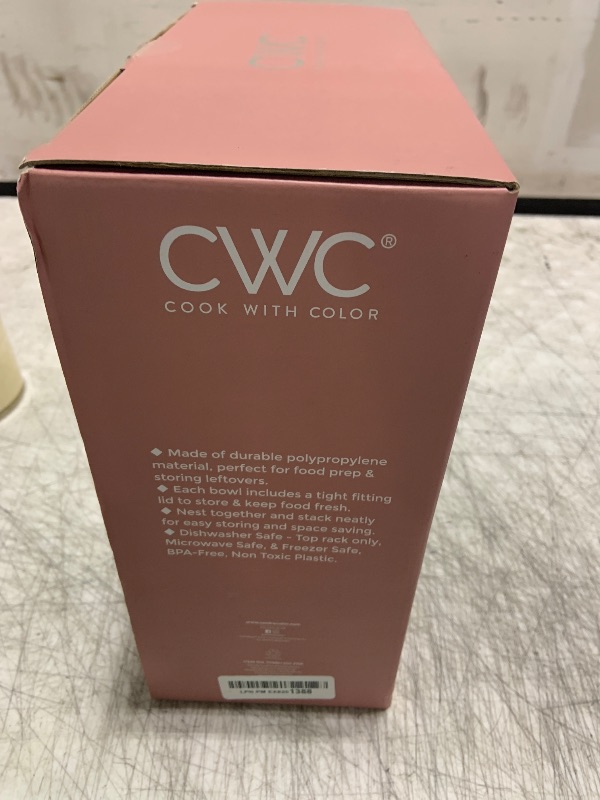 CWC®
COOK WITH COLOR
◆ Made of durable polypropylene
material, perfect for food prep &
storing leftovers.
◆ Each bowl includes a tight fitting
lid to store & keep food fresh.
◆ Nest together and stack neatly
for easy storing and space saving.
◆ Dishwasher Safe - Top rack only,
Microwave Safe, & Freezer Safe,
BPA-Free, Non Toxic Plastic.
1386